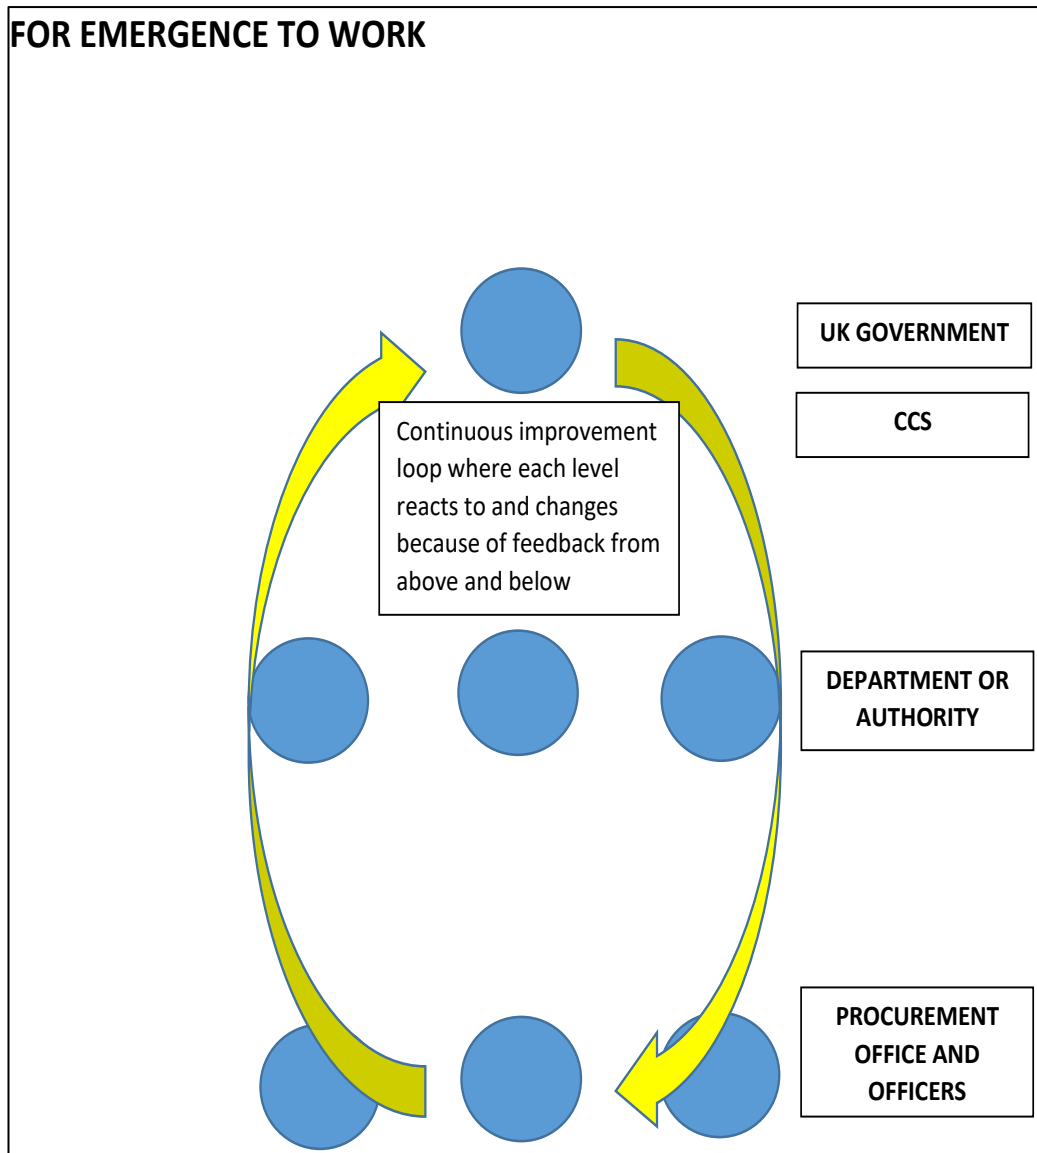 FOR EMERGENCE TO WORK
UK GOVERNMENT
CCS
Continuous improvement
loop where each level
reacts to and changes
because of feedback from
above and below
DEPARTMENT OR
AUTHORITY
PROCUREMENT
OFFICE AND
OFFICERS